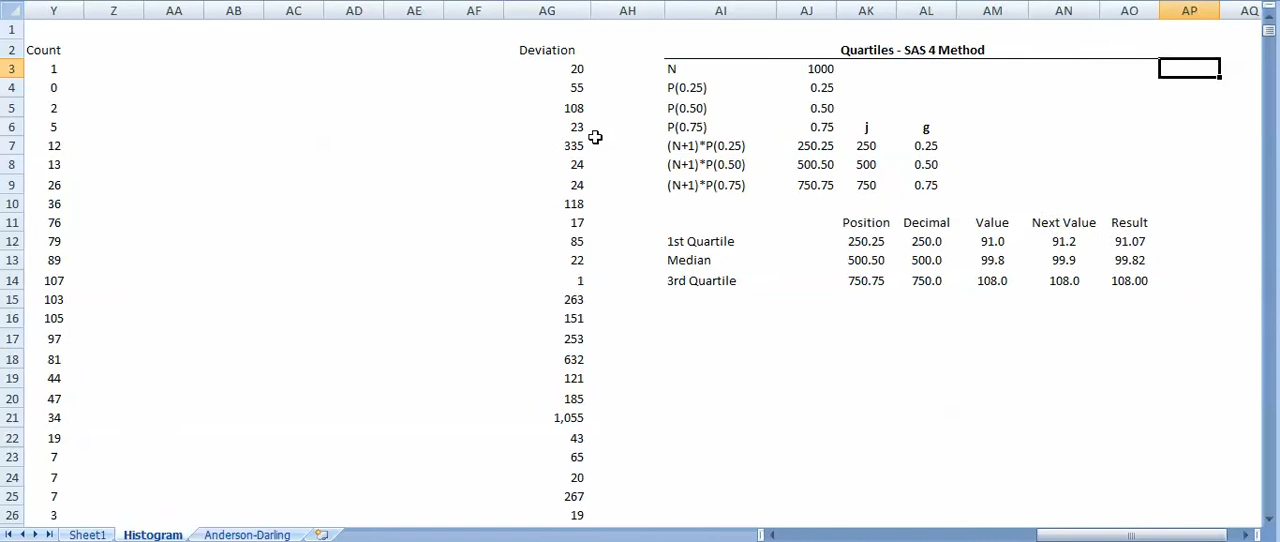 Y Z AA AB AC AD AE AF AG AH AI AJ AK AL AM AN AO AP AQ
1
2 Count Deviation Quartiles - SAS 4 Method
3 1 20 N 1000
4 0 55 P(0.25) 0.25
5 2 108 P(0.50) 0.50
6 5 23 P(0.75) 0.75 j g
7 12 335 (N+1)*P(0.25) 250.25 250 0.25
8 13 24 (N+1)*P(0.50) 500.50 500 0.50
9 26 24 (N+1)*P(0.75) 750.75 750 0.75
10 36 118
11 76 17 Position Decimal Value Next Value Result
12 79 85 1st Quartile 250.25 250.0 91.0 91.2 91.07
13 89 22 Median 500.50 500.0 99.8 99.9 99.82
14 107 1 3rd Quartile 750.75 750.0 108.0 108.0 108.00
15 103 263
16 105 151
17 97 253
18 81 632
19 44 121
20 47 185
21 34 1,055
22 19 43
23 7 65
24 7 20
25 7 267
26 3 19
Sheet1 Histogram Anderson-Darling